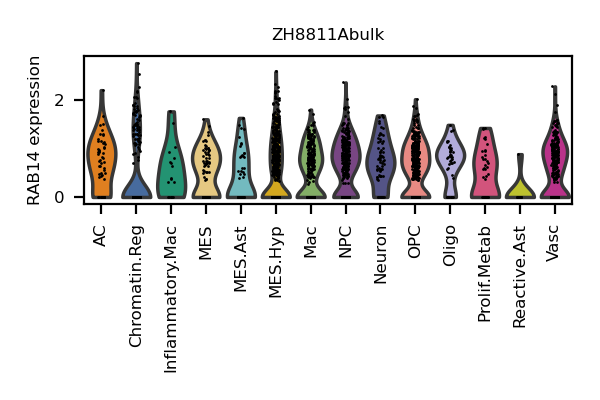 ZH8811Abulk
RAB14 expression
2
0
AC
Chromatin.Reg
Inflammatory.Mac
MES
MES.Ast
MES.Hyp
Mac
NPC
Neuron
OPC
Oligo
Prolif.Metab
Reactive.Ast
Vasc